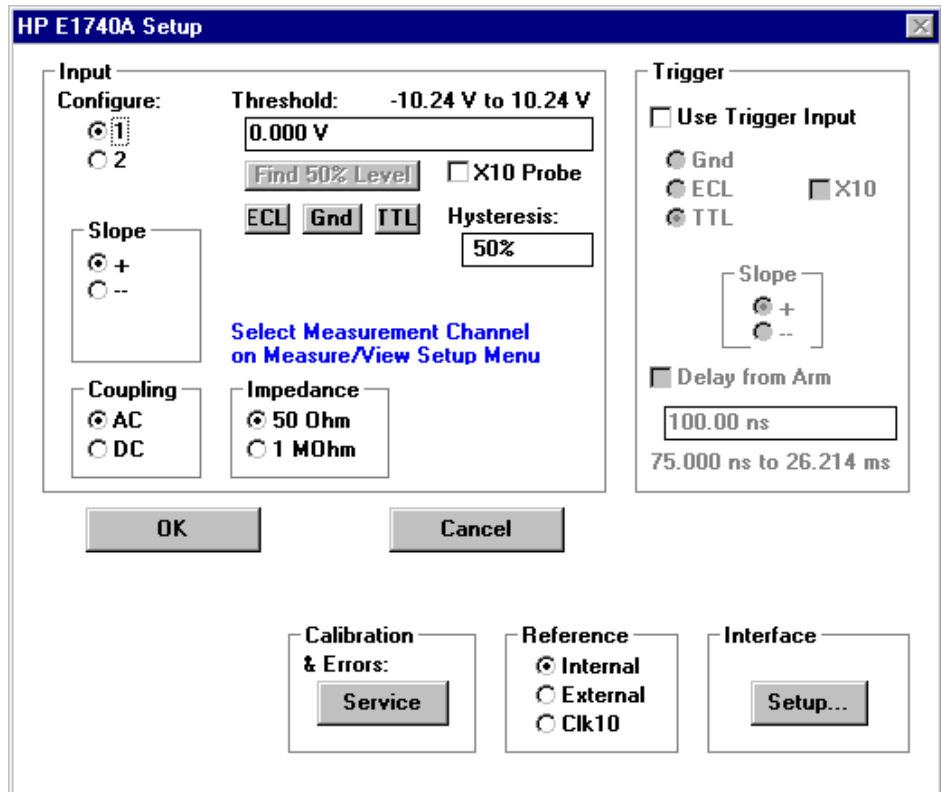 HP E1740A Setup
Input
Configure:
1
2
Threshold: -10.24 V to 10.24 V
0.000 V
Find 50% Level
X10 Probe
ECL Gnd TTL
Hysteresis:
50%
Slope
+
--
Select Measurement Channel
on Measure/View Setup Menu
Coupling
AC
DC
Impedance
50 Ohm
1 MOhm
Trigger
Use Trigger Input
Gnd
ECL
TTL
X10
Slope
+
--
Delay from Arm
100.00 ns
75.000 ns to 26.214 ms
OK
Cancel
Calibration
& Errors:
Service
Reference
Internal
External
Clk10
Interface
Setup...